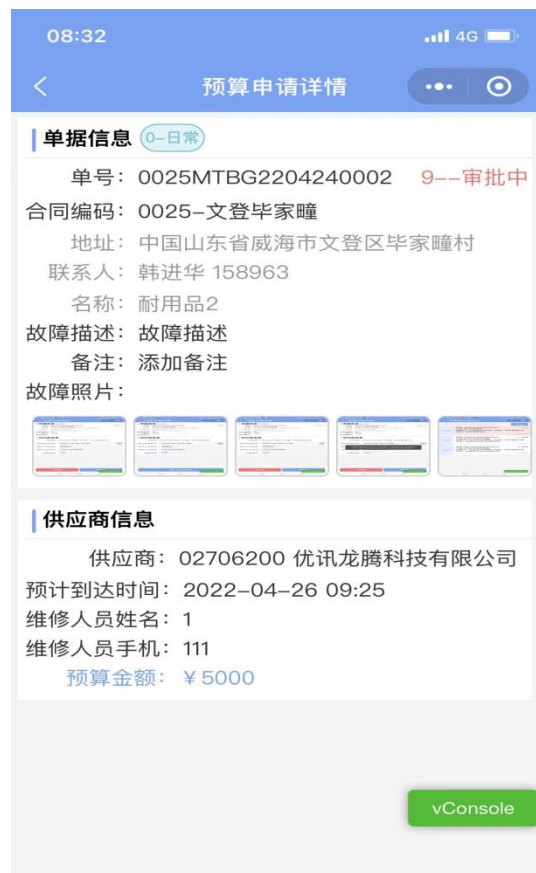 08:32
4G
预算申请详情
单据信息 0-日常
单号: 0025MTBG2204240002 9--审批中
合同编码: 0025-文登毕家疃
地址: 中国山东省威海市文登区毕家疃村
联系人: 韩进华 158963
名称: 耐用品2
故障描述: 故障描述
备注: 添加备注
故障照片:
供应商信息
供应商: 02706200 优讯龙腾科技有限公司
预计到达时间: 2022-04-26 09:25
维修人员姓名: 1
维修人员手机: 111
预算金额: ¥5000
vConsole